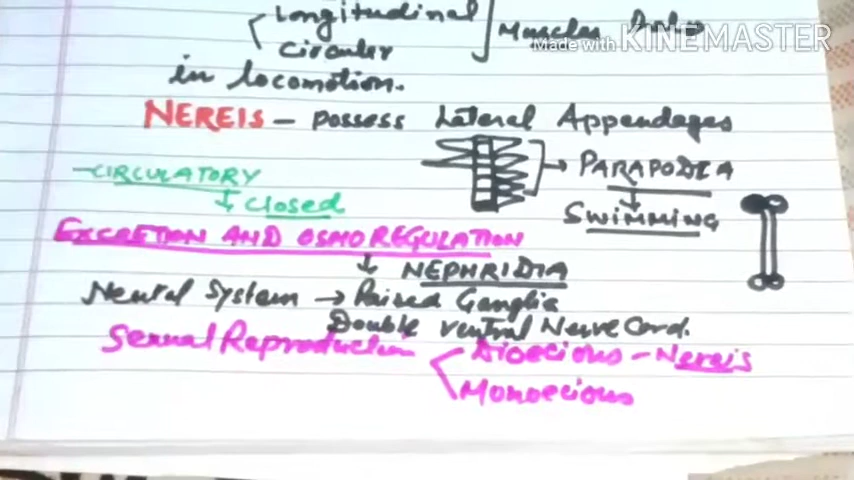 Longitudinal
Circular
Muscles
in locomotion.
Made with KINEMASTER
NEREIS – Possess Lateral Appendages
PARAPODIA
SWIMMING
CIRCULATORY
Closed
EXCRETION AND OSMOREGULATION
NEPHRIDIA
Neural System → Paired Ganglia
Double ventral Nerve Cord.
Sexual Reproduction
Dioecious – Nereis
Monoecious